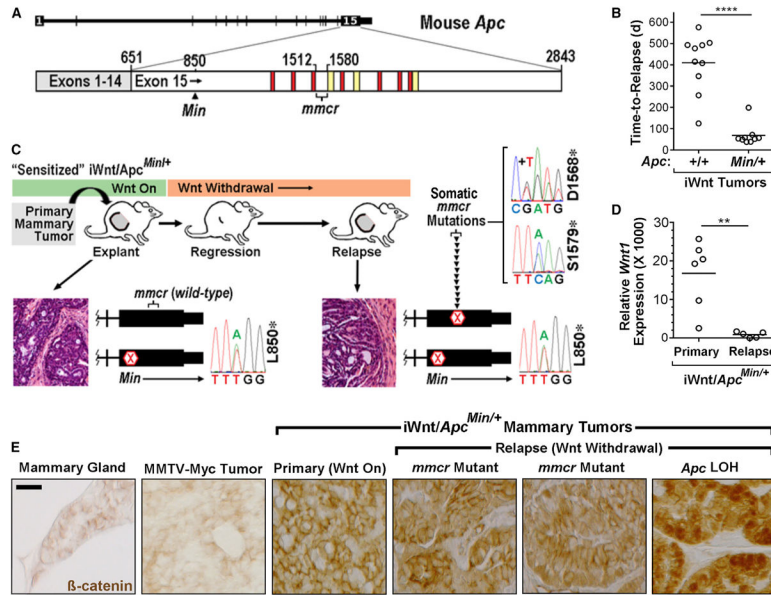 A
1
15
Mouse Apc
651
850
1512
1580
2843
Exons 1-14
Exon 15
Min
mmcr
B
Time-to-Relapse (d)
600
500
400
300
200
100
0
****
Apc:
+/+
Min/+
iWnt Tumors
C
"Sensitized" iWnt/Apc Min/+
Wnt On
Wnt Withdrawal
Primary
Mammary
Tumor
Explant
Regression
Relapse
Somatic
mmcr
Mutations
+T
CGATG
D1568*
A
TTCAG
S1579*
mmcr (wild-type)
X
Min
A
TTTGG
L850*
X
X
Min
A
TTTGG
L850*
D
Relative Wnt1
Expression (X 1000)
30
20
10
0
**
Primary
Relapse
iWnt/Apc Min/+
E
iWnt/Apc Min/+ Mammary Tumors
Relapse (Wnt Withdrawal)
Mammary Gland
MMTV-Myc Tumor
Primary (Wnt On)
mmcr Mutant
mmcr Mutant
Apc LOH
ß-catenin